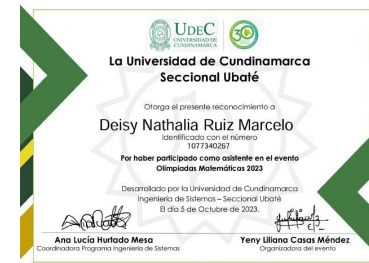 UDEC
UNIVERSIDAD DE
CUNDINAMARCA
30
La Universidad de Cundinamarca
Seccional Ubaté
Otorga el presente reconocimiento a
Deisy Nathalia Ruiz Marcelo
Identificado con el número
1077340267
Por haber participado como asistente en el evento
Olimpiadas Matemáticas 2023
Desarrollado por la Universidad de Cundinamarca
Ingeniería de Sistemas – Seccional Ubaté
El día 5 de Octubre de 2023.
Ana Lucía Hurtado Mesa
Coordinadora Programa Ingeniería de Sistemas
Yeny Liliana Casas Méndez
Organizadora del evento